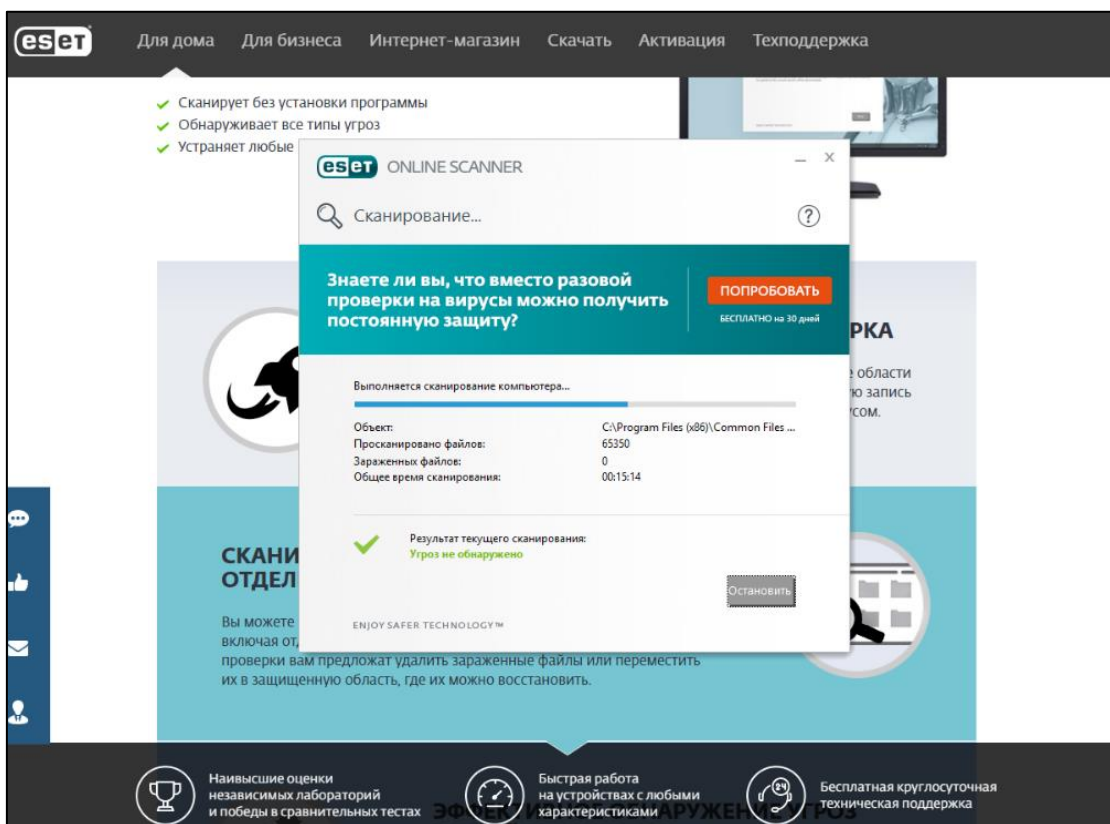 eset
Для дома Для бизнеса Интернет-магазин Скачать Активация Техподдержка
Сканирует без установки программы
Обнаруживает все типы угроз
Устраняет любые
eset ONLINE SCANNER
Сканирование...
Знаете ли вы, что вместо разовой
проверки на вирусы можно получить
постоянную защиту?
ПОПРОБОВАТЬ
БЕСПЛАТНО на 30 дней
РКА
области
ю запись
Выполняется сканирование компьютера...
Объект: C:\Program Files (x86)\Common Files ...
Просканировано файлов: 65350
Зараженных файлов: 0
Общее время сканирования: 00:15:14
Результат текущего сканирования:
Угроз не обнаружено
Остановить
ENJOY SAFER TECHNOLOGY™
СКАНИ
ОТДЕЛ
Вы можете
включая от
проверки вам предложат удалить зараженные файлы или переместить
их в защищенную область, где их можно восстановить.
Наивысшие оценки
независимых лабораторий
и победы в сравнительных тестах
Быстрая работа
на устройствах с любыми
характеристиками
24
Бесплатная круглосуточная
техническая поддержка
ЭФФЕКТИВНОЕ ОБНАРУЖЕНИЕ УГРОЗ